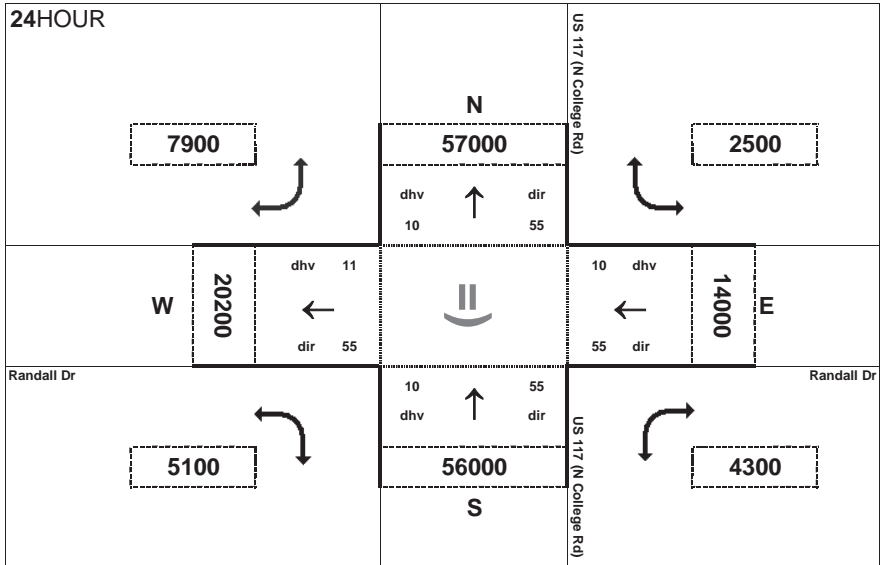 24HOUR
US 117 (N College Rd)
N
7900
57000
2500
dhv
dir
10
55
dhv 11
10 dhv
W
20200
14000
E
dir 55
55 dir
Randall Dr
Randall Dr
10
55
dhv
dir
US 117 (N College Rd)
5100
56000
4300
S